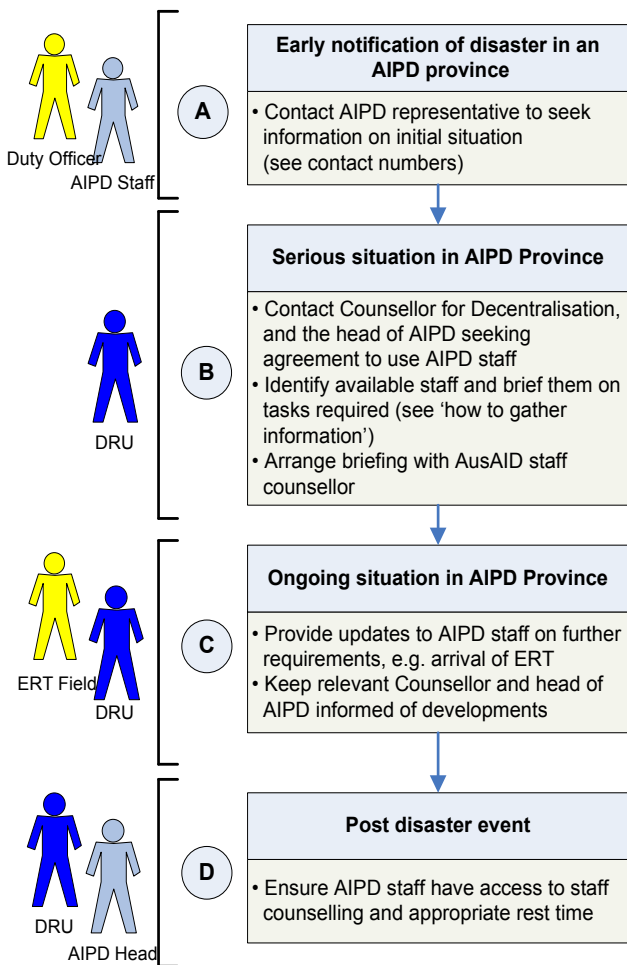 Early notification of disaster in an
AIPD province
• Contact AIPD representative to seek
information on initial situation
(see contact numbers)
A
Duty Officer
AIPD Staff
Serious situation in AIPD Province
• Contact Counsellor for Decentralisation,
and the head of AIPD seeking
agreement to use AIPD staff
• Identify available staff and brief them on
tasks required (see ‘how to gather
information’)
• Arrange briefing with AusAID staff
counsellor
B
DRU
Ongoing situation in AIPD Province
• Provide updates to AIPD staff on further
requirements, e.g. arrival of ERT
• Keep relevant Counsellor and head of
AIPD informed of developments
C
ERT Field
DRU
Post disaster event
• Ensure AIPD staff have access to staff
counselling and appropriate rest time
D
DRU
AIPD Head